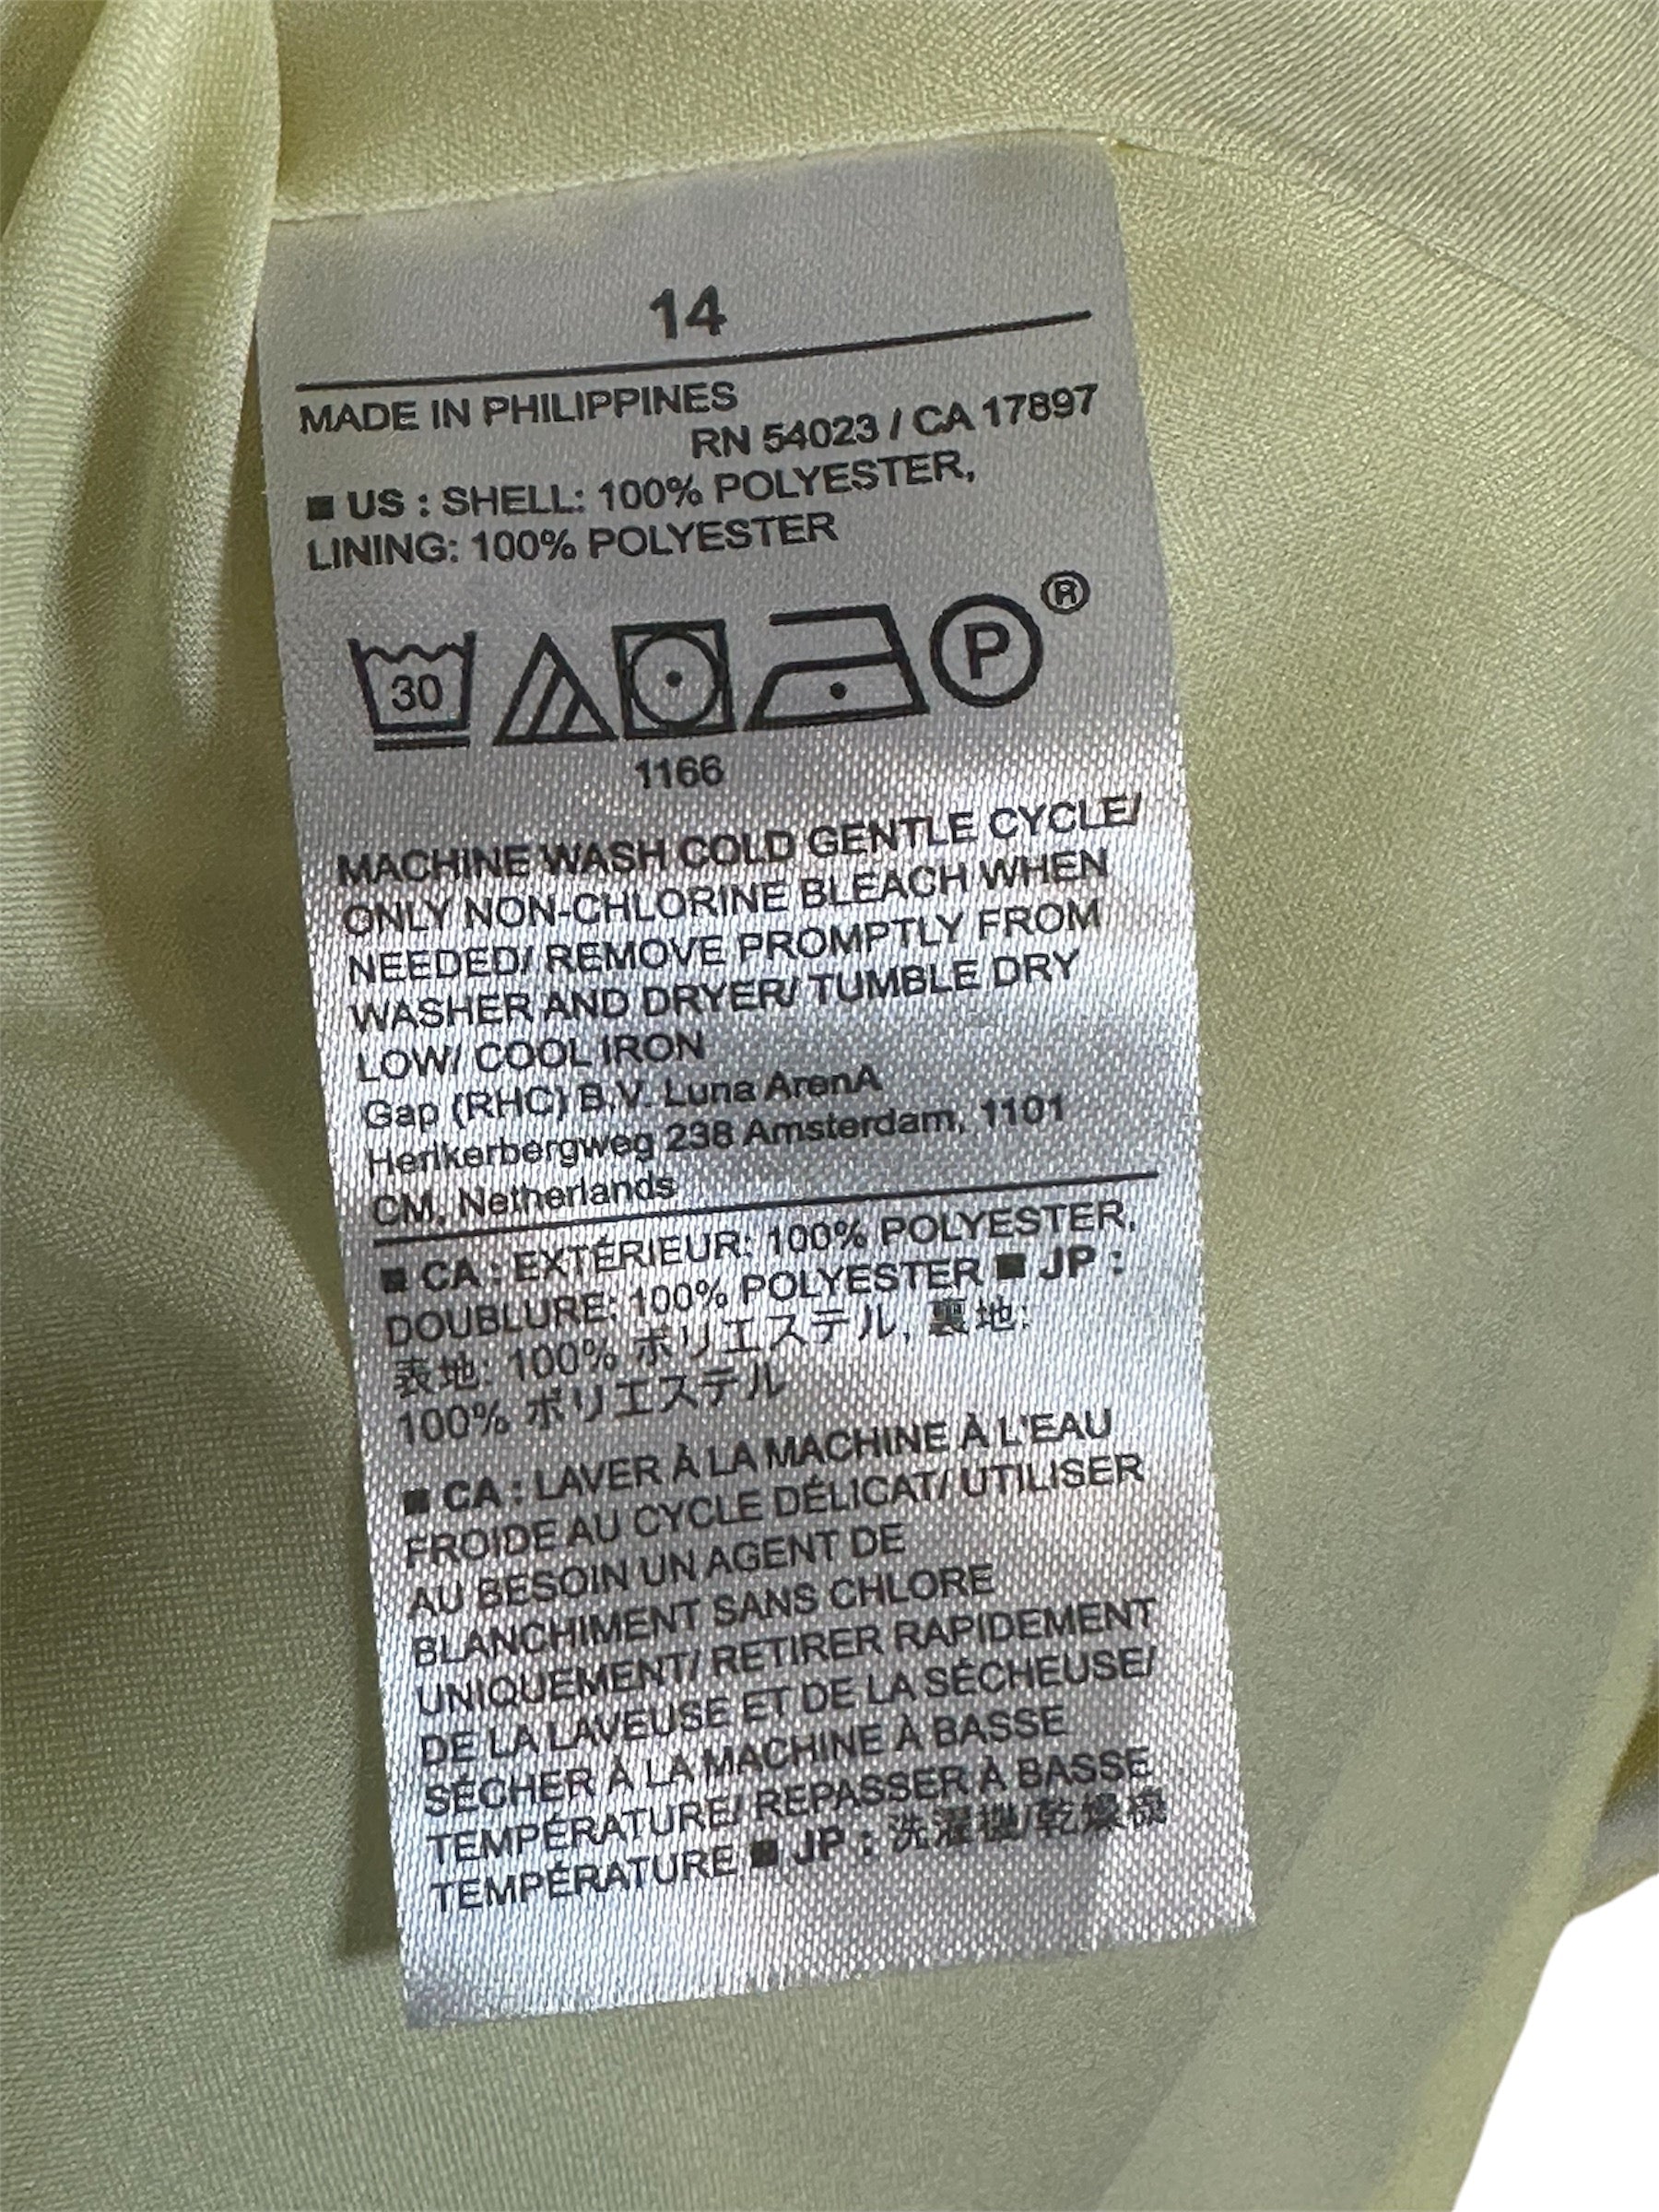 14
MADE IN PHILIPPINES
RN 54023 / CA 17897
■ US : SHELL: 100% POLYESTER,
LINING: 100% POLYESTER
30
P
®
1166
MACHINE WASH COLD GENTLE CYCLE/
ONLY NON-CHLORINE BLEACH WHEN
NEEDED/ REMOVE PROMPTLY FROM
WASHER AND DRYER/ TUMBLE DRY
LOW/ COOL IRON
Gap (RHC) B.V. Luna ArenA
Herikerbergweg 238 Amsterdam, 1101
CM, Netherlands
■ CA : EXTÉRIEUR: 100% POLYESTER,
DOUBLURE: 100% POLYESTER ■ JP :
表地: 100% ポリエステル, 裏地:
100% ポリエステル
■ CA : LAVER À LA MACHINE À L'EAU
FROIDE AU CYCLE DÉLICAT/ UTILISER
AU BESOIN UN AGENT DE
BLANCHIMENT SANS CHLORE
UNIQUEMENT/ RETIRER RAPIDEMENT
DE LA LAVEUSE ET DE LA SÉCHEUSE/
SÉCHER À LA MACHINE À BASSE
TEMPÉRATURE/ REPASSER À BASSE
TEMPÉRATURE ■ JP : 洗濯機/乾燥機